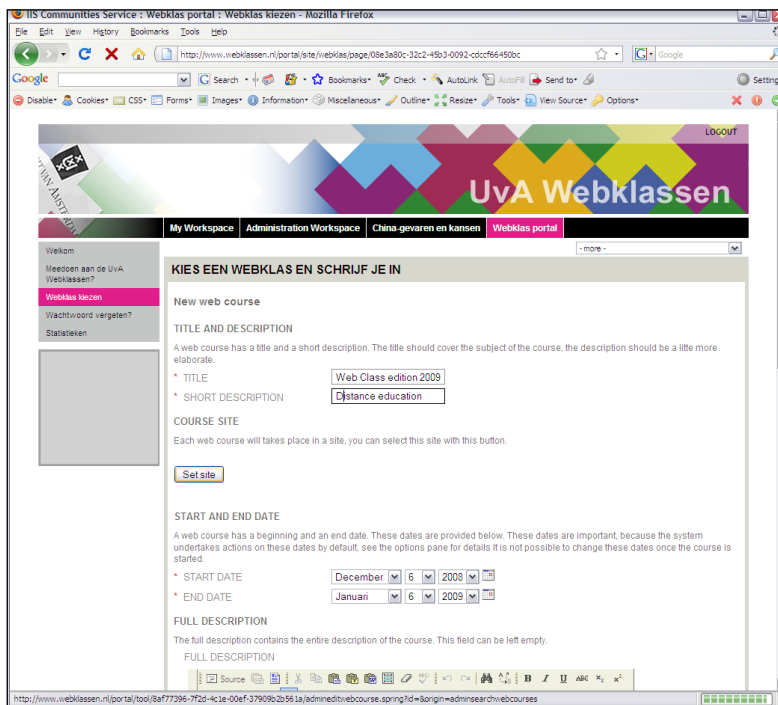 IIS Communities Service : Webklas portal : Webklas kiezen - Mozilla Firefox
File Edit View History Bookmarks Tools Help
http://www.webklassen.nl/portal/site/webklas/page/08e3a80c-32c2-45b3-0092-cdccf66450bc
Google
Google Search Bookmarks Check AutoLink AutoFill Send to Setting
Disable Cookies CSS Forms Images Information Miscellaneous Outline Resize Tools View Source Options
LOGOUT
UvA Webklassen
My Workspace Administration Workspace China-gevaren en kansen Webklas portal
- more -
Welkom
Meedoen aan de UvA
Webklassen?
Webklas kiezen
Wachtwoord vergeten?
Statistieken
KIES EEN WEBKLAS EN SCHRIJF JE IN
New web course
TITLE AND DESCRIPTION
A web course has a title and a short description. The title should cover the subject of the course, the description should be a litte more
elaborate.
* TITLE Web Class edition 2009
* SHORT DESCRIPTION Distance education
COURSE SITE
Each web course will takes place in a site, you can select this site with this button.
Set site
START AND END DATE
A web course has a beginning and an end date. These dates are provided below. These dates are important, because the system
undertakes actions on these dates by default, see the options pane for details it is not possible to change these dates once the course is
started.
* START DATE December 6 2008
* END DATE Januari 6 2009
FULL DESCRIPTION
The full description contains the entire description of the course. This field can be left empty.
FULL DESCRIPTION
Source B I U ABC x₂ x²
http://www.webklassen.nl/portal/tool/8af77396-7f2d-4c1e-00ef-37909b2b561a/admineditwebcourse.spring?id=&origin=adminsearchwebcourses